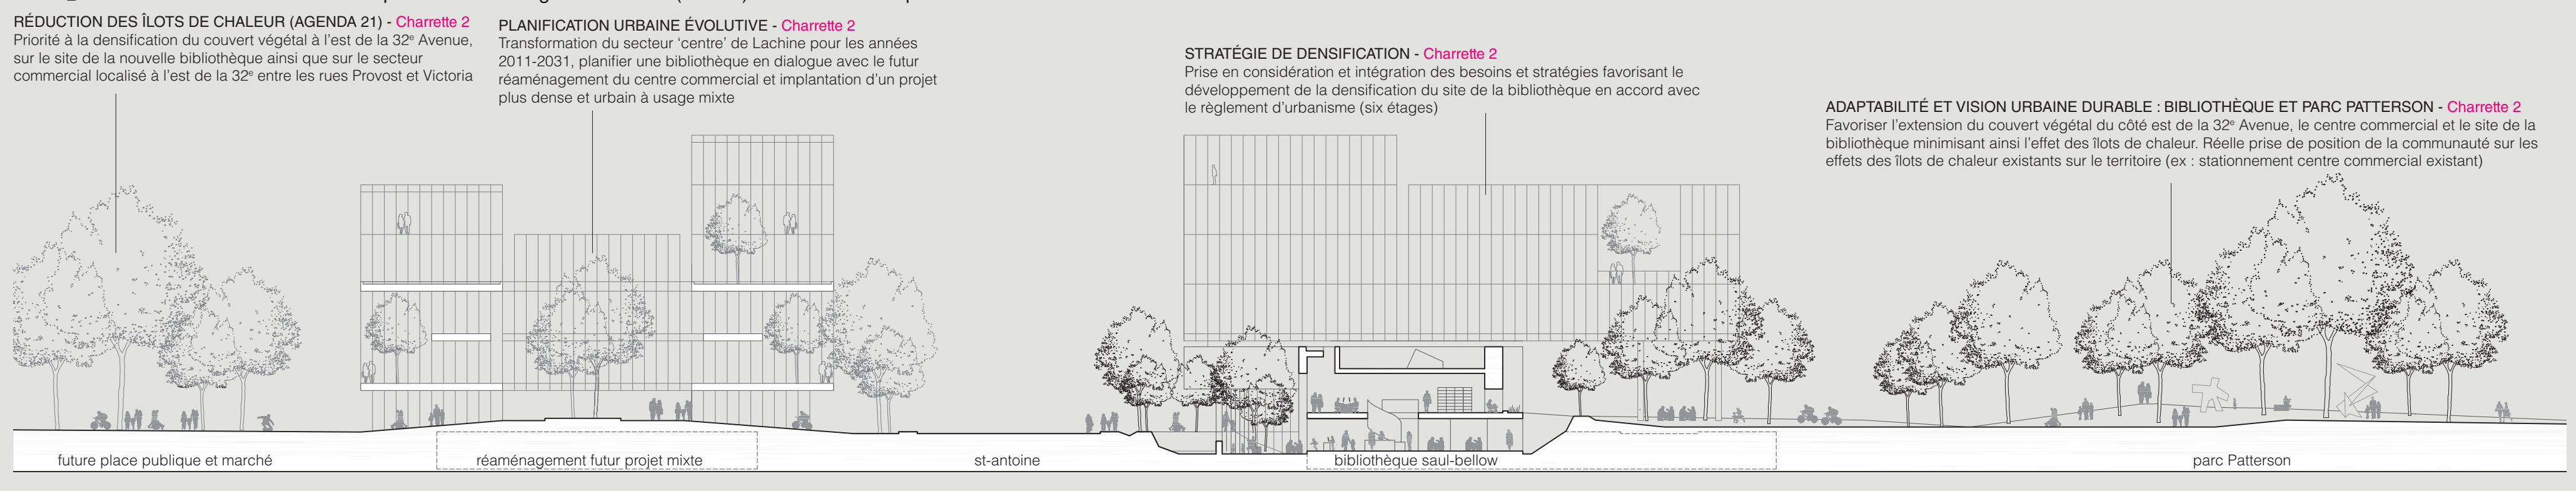 RÉDUCTION DES ÎLOTS DE CHALEUR (AGENDA 21) - Charrette 2
Priorité à la densification du couvert végétal à l'est de la 32e Avenue,
sur le site de la nouvelle bibliothèque ainsi que sur le secteur
commercial localisé à l'est de la 32e entre les rues Provost et Victoria
PLANIFICATION URBAINE ÉVOLUTIVE - Charrette 2
Transformation du secteur 'centre' de Lachine pour les années
2011-2031, planifier une bibliothèque en dialogue avec le futur
réaménagement du centre commercial et implantation d'un projet
plus dense et urbain à usage mixte
STRATÉGIE DE DENSIFICATION - Charrette 2
Prise en considération et intégration des besoins et stratégies favorisant le
développement de la densification du site de la bibliothèque en accord avec
le règlement d'urbanisme (six étages)
ADAPTABILITÉ ET VISION URBAINE DURABLE : BIBLIOTHÈQUE ET PARC PATTERSON - Charrette 2
Favoriser l'extension du couvert végétal du côté est de la 32e Avenue, le centre commercial et le site de la
bibliothèque minimisant ainsi l'effet des îlots de chaleur. Réelle prise de position de la communauté sur les
effets des îlots de chaleur existants sur le territoire (ex : stationnement centre commercial existant)
future place publique et marché
réaménagement futur projet mixte
st-antoine
bibliothèque saul-bellow
parc Patterson